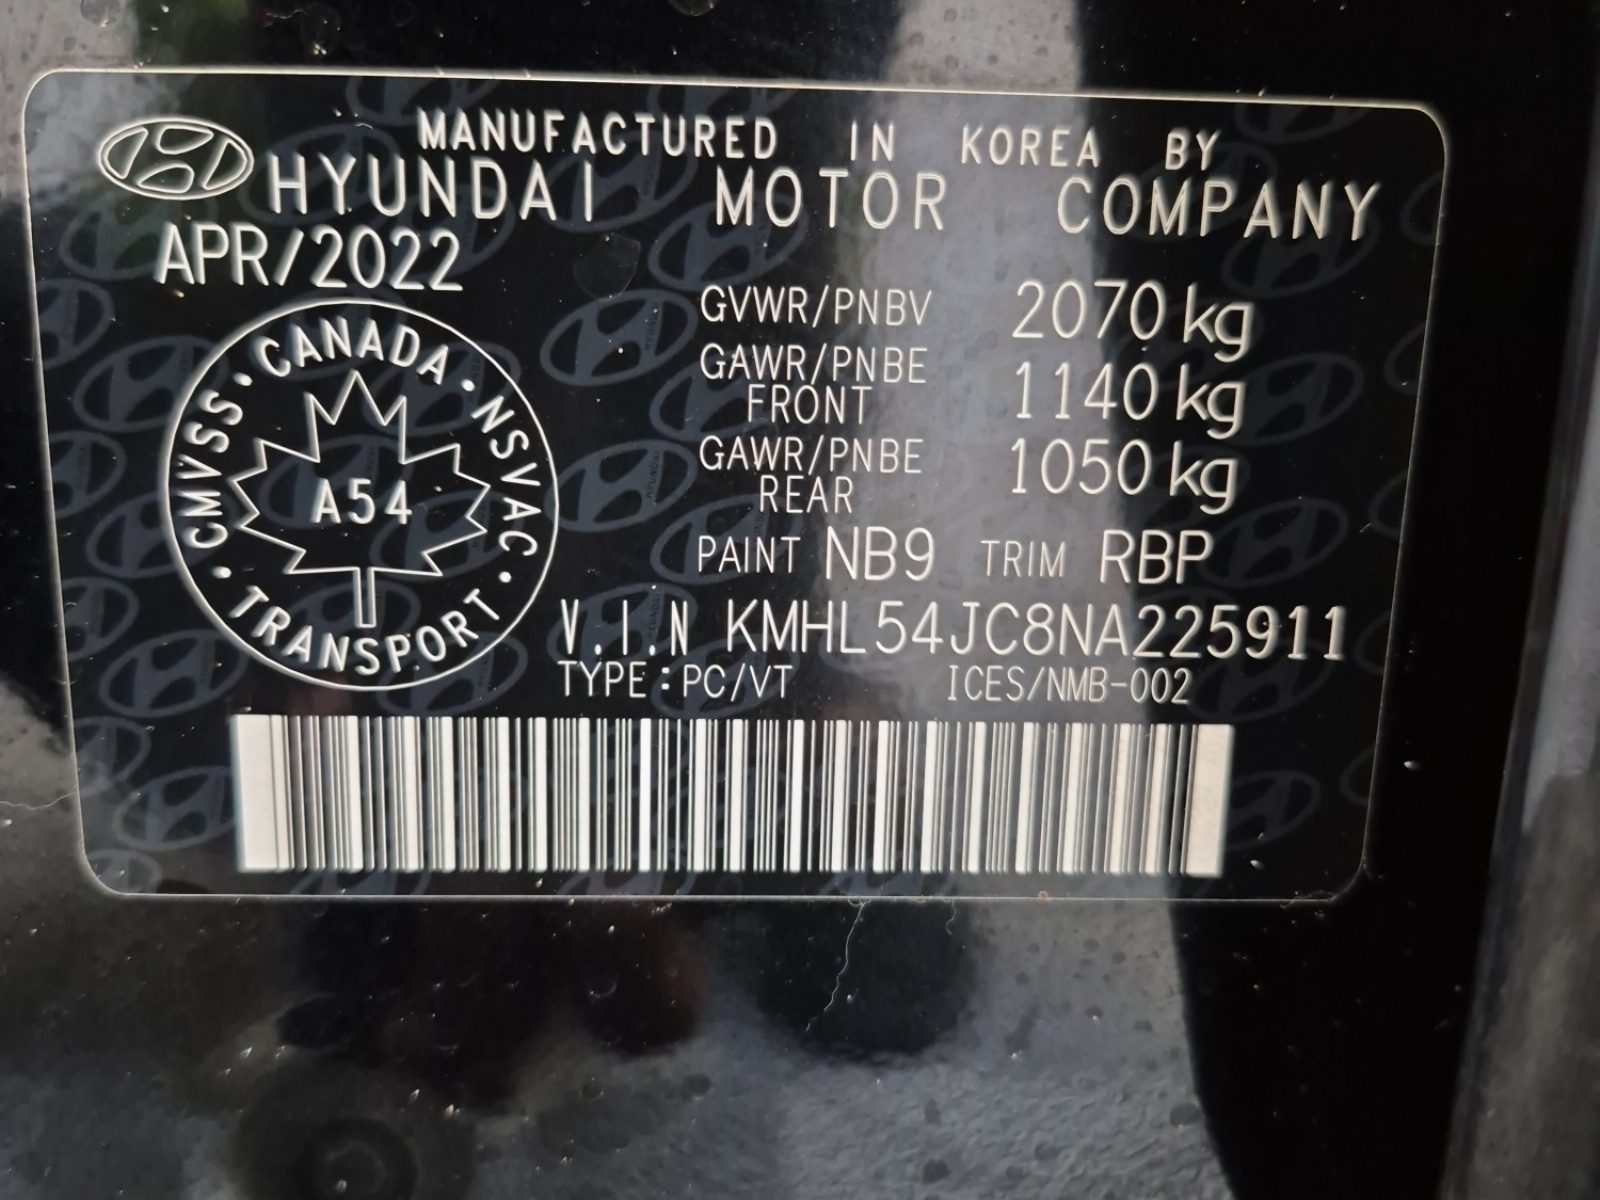 MANUFACTURED IN KOREA BY
HYUNDAI MOTOR COMPANY
APR/2022
CANADA
CMVSS · NSVAC
A54
TRANSPORT
GVWR/PNBV 2070 kg
GAWR/PNBE FRONT 1140 kg
GAWR/PNBE REAR 1050 kg
PAINT NB9 TRIM RBP
V.I.N KMHL54JC8NA225911
TYPE : PC/VT ICES/NMB-002